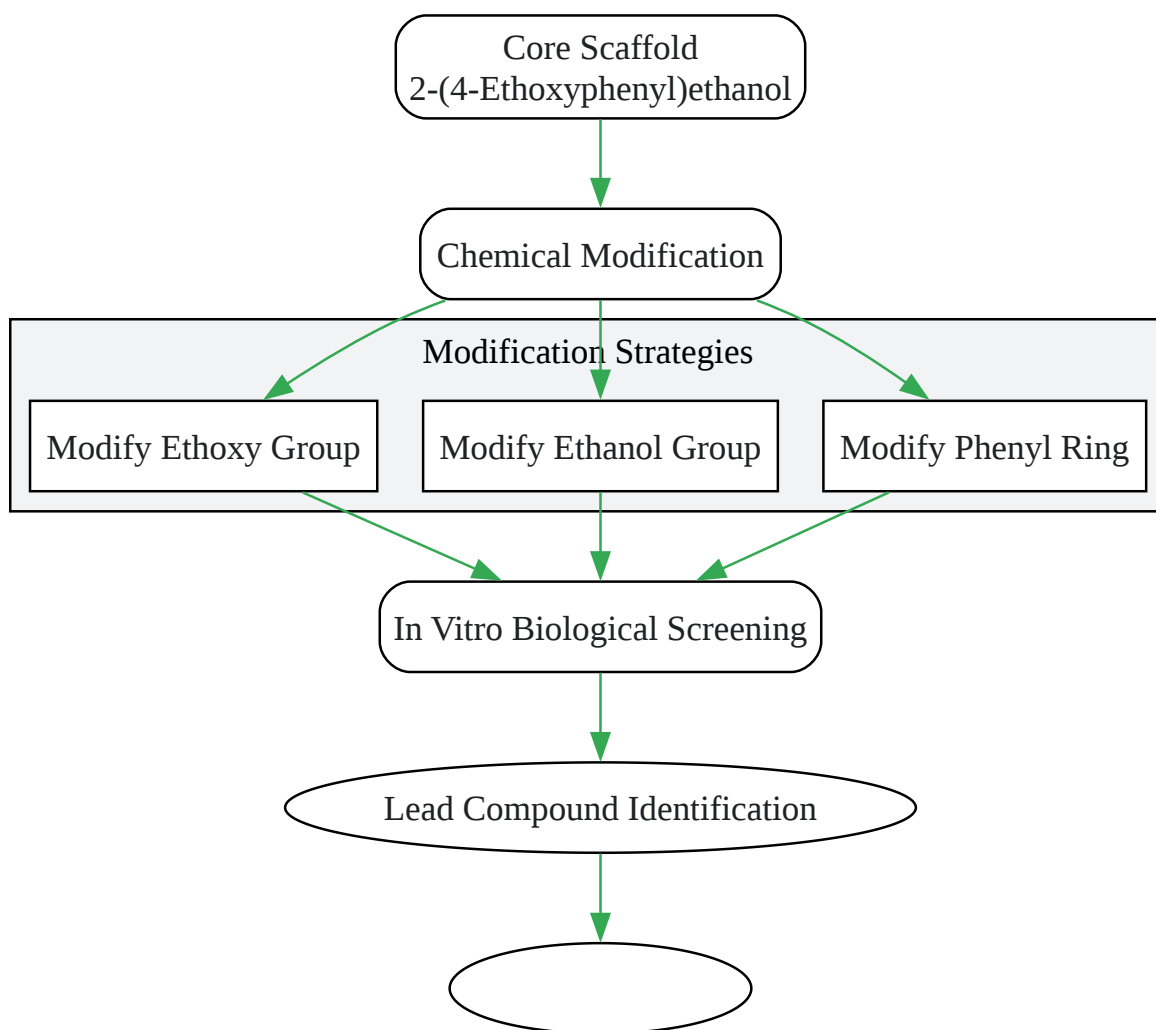 Core Scaffold
2-(4-Ethoxyphenyl)ethanol
Chemical Modification
Modification Strategies
Modify Ethoxy Group
Modify Ethanol Group
Modify Phenyl Ring
In Vitro Biological Screening
Lead Compound Identification